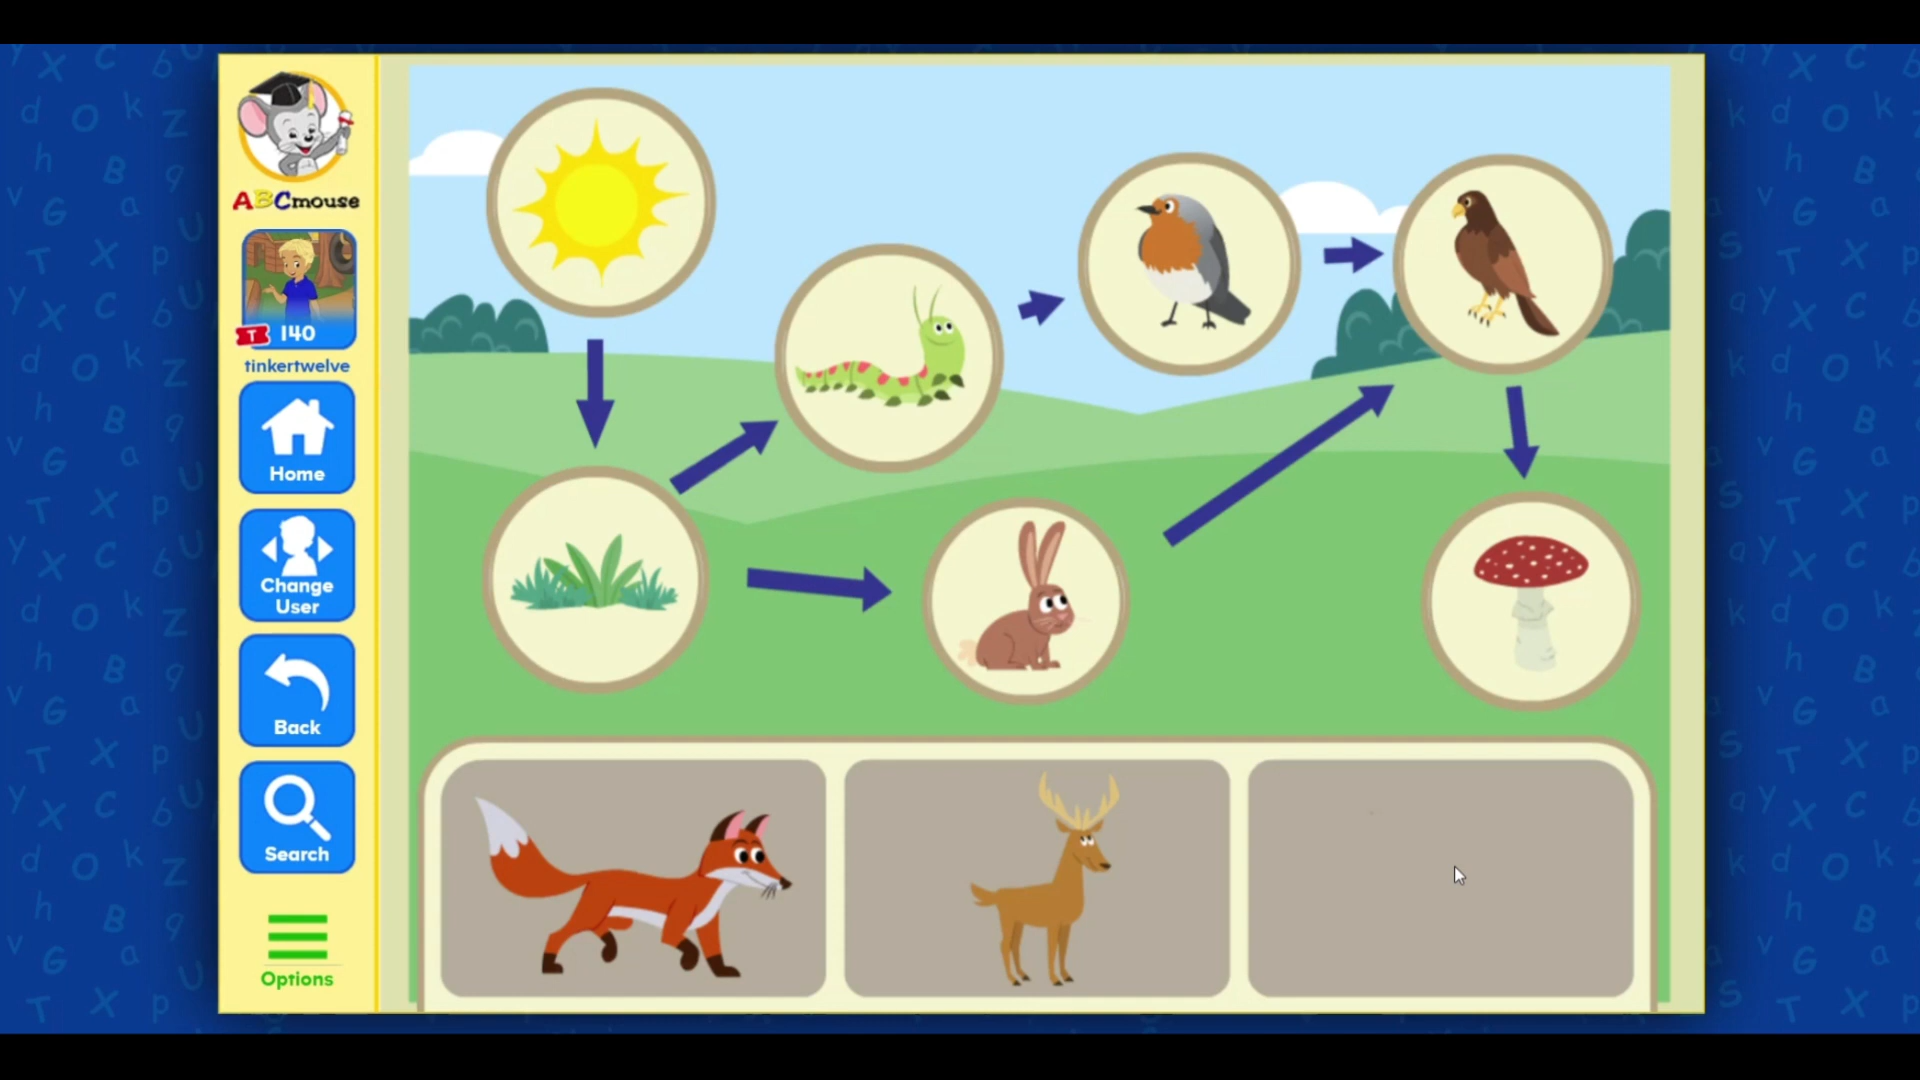 ABCmouse
T 140
tinkertwelve
Home
Change
User
Back
Search
Options